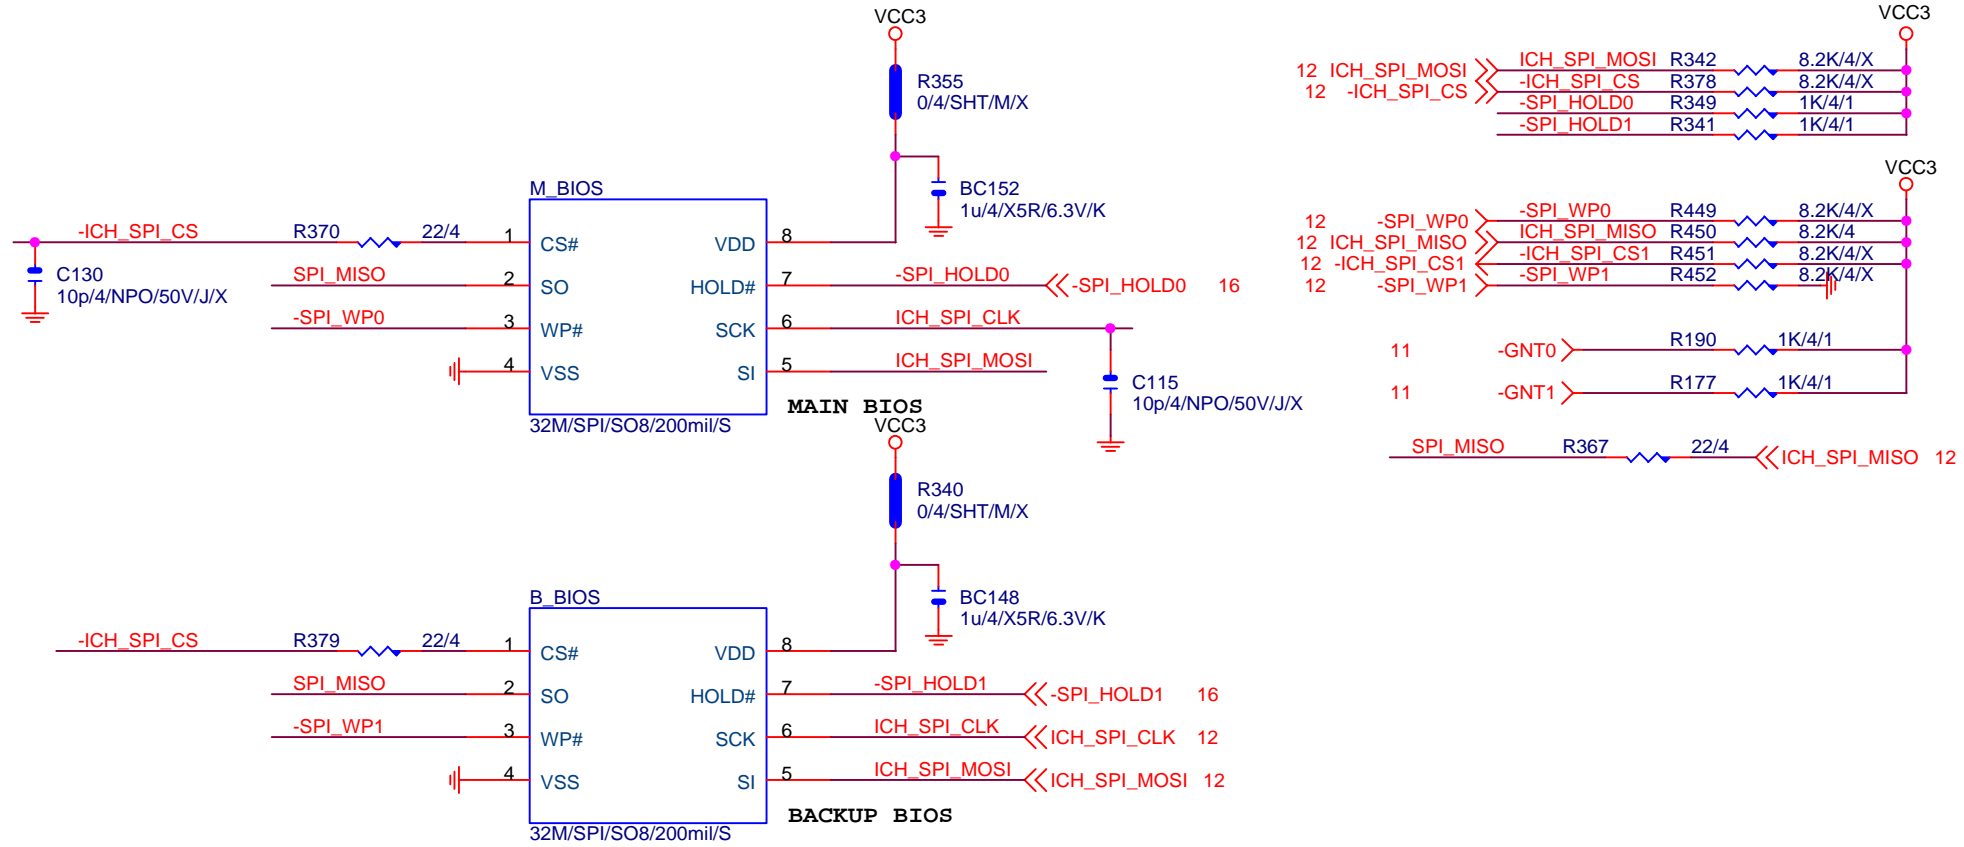 VCC3
R355
0/4/SHT/M/X
BC152
1u/4/X5R/6.3V/K
M_BIOS
-ICH_SPI_CS R370 22/4 1 CS# VDD 8
C130
10p/4/NPO/50V/J/X
SPI_MISO 2 SO HOLD# 7 -SPI_HOLD0 -SPI_HOLD0 16
-SPI_WP0 3 WP# SCK 6 ICH_SPI_CLK
4 VSS SI 5 ICH_SPI_MOSI
C115
10p/4/NPO/50V/J/X
MAIN BIOS
32M/SPI/SO8/200mil/S
VCC3
R340
0/4/SHT/M/X
BC148
1u/4/X5R/6.3V/K
B_BIOS
-ICH_SPI_CS R379 22/4 1 CS# VDD 8
SPI_MISO 2 SO HOLD# 7 -SPI_HOLD1 -SPI_HOLD1 16
-SPI_WP1 3 WP# SCK 6 ICH_SPI_CLK ICH_SPI_CLK 12
4 VSS SI 5 ICH_SPI_MOSI ICH_SPI_MOSI 12
BACKUP BIOS
32M/SPI/SO8/200mil/S
VCC3
12 ICH_SPI_MOSI ICH_SPI_MOSI R342 8.2K/4/X
12 -ICH_SPI_CS -ICH_SPI_CS R378 8.2K/4/X
-SPI_HOLD0 R349 1K/4/1
-SPI_HOLD1 R341 1K/4/1
VCC3
12 -SPI_WP0 -SPI_WP0 R449 8.2K/4/X
12 ICH_SPI_MISO ICH_SPI_MISO R450 8.2K/4
12 -ICH_SPI_CS1 -ICH_SPI_CS1 R451 8.2K/4/X
12 -SPI_WP1 -SPI_WP1 R452 8.2K/4/X
11 -GNT0 R190 1K/4/1
11 -GNT1 R177 1K/4/1
SPI_MISO R367 22/4 ICH_SPI_MISO 12